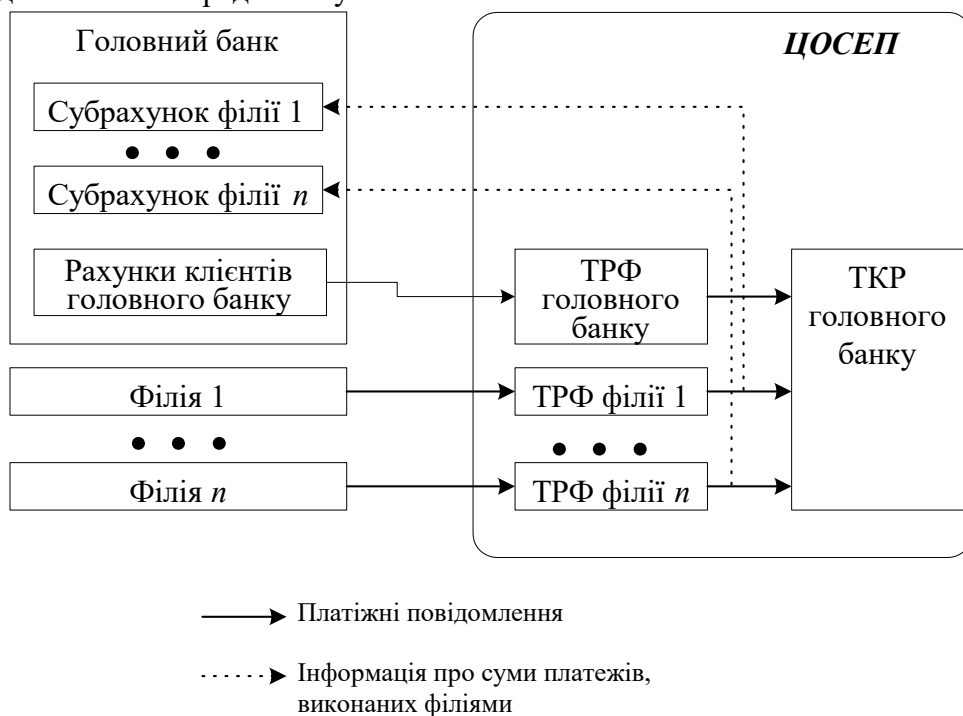 Головний банк
ЦОСЕП
Субрахунок філії 1
Субрахунок філії n
Рахунки клієнтів
головного банку
ТРФ
головного
банку
ТКР
головного
банку
Філія 1
ТРФ філії 1
Філія n
ТРФ філії n
Платіжні повідомлення
Інформація про суми платежів,
виконаних філіями